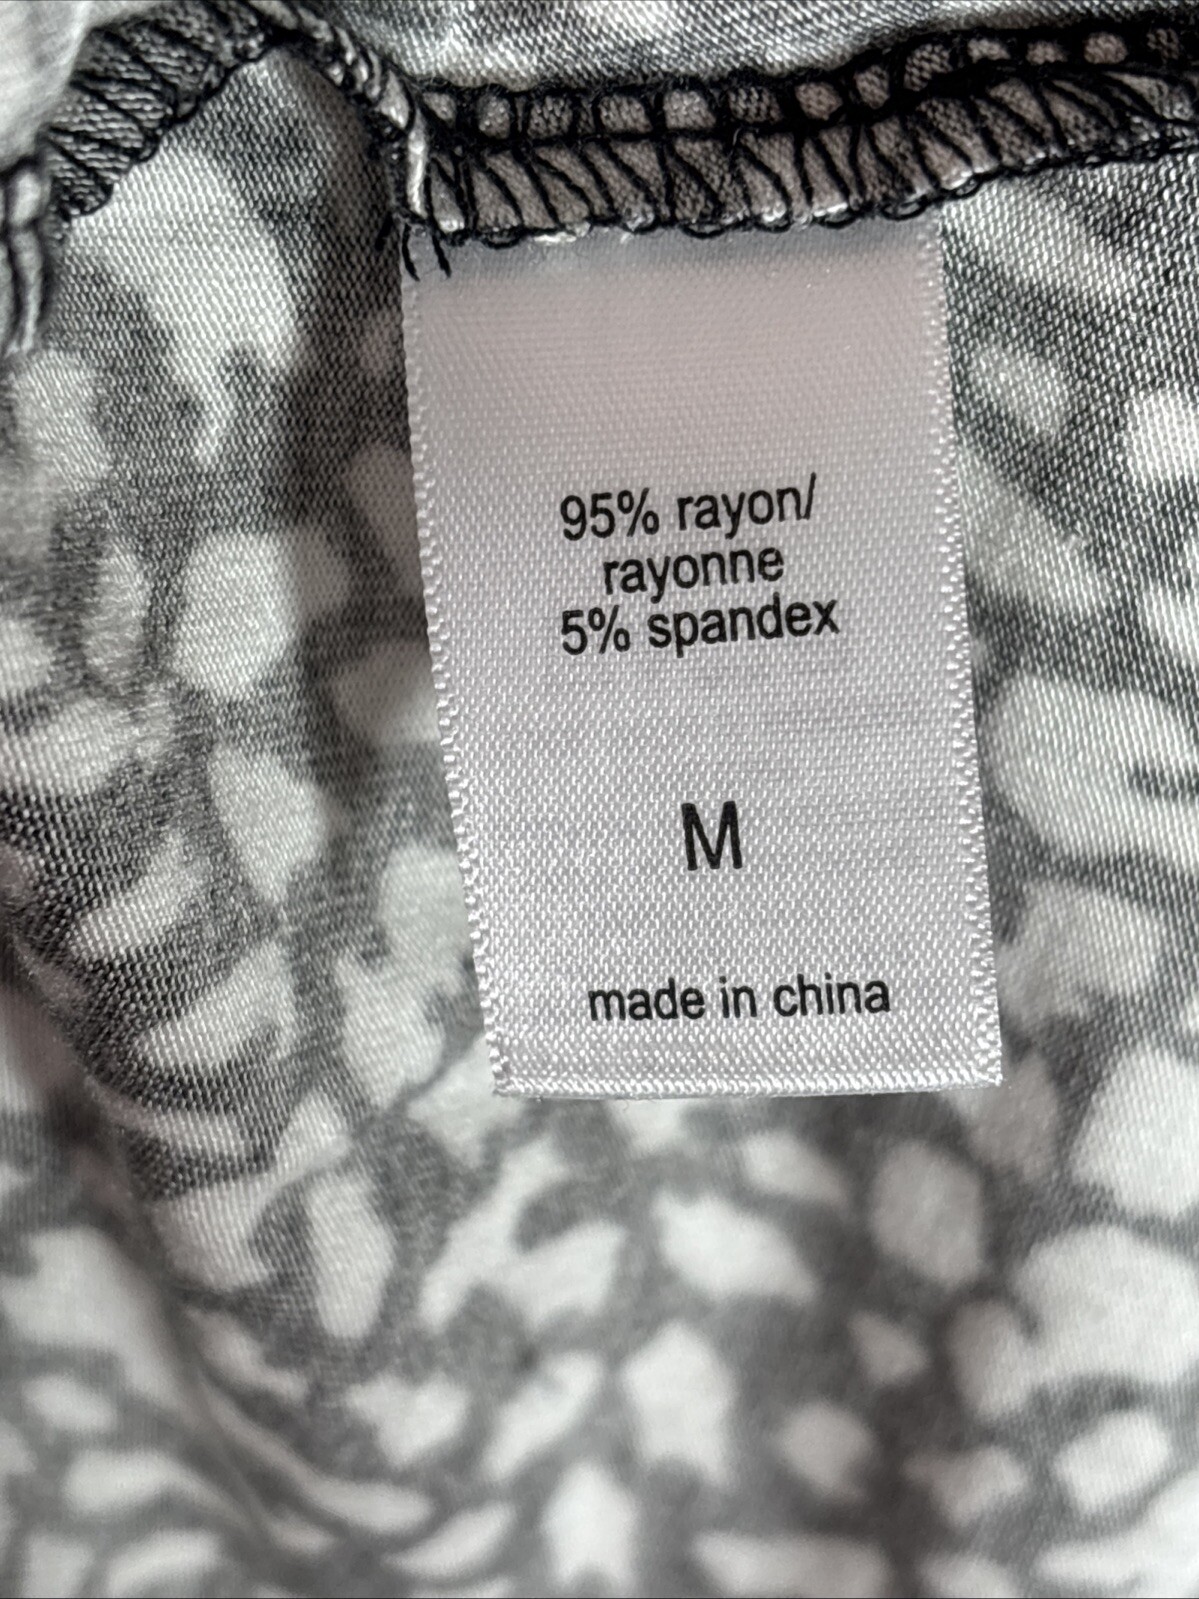 95% rayon/
rayonne
5% spandex
M
made in china